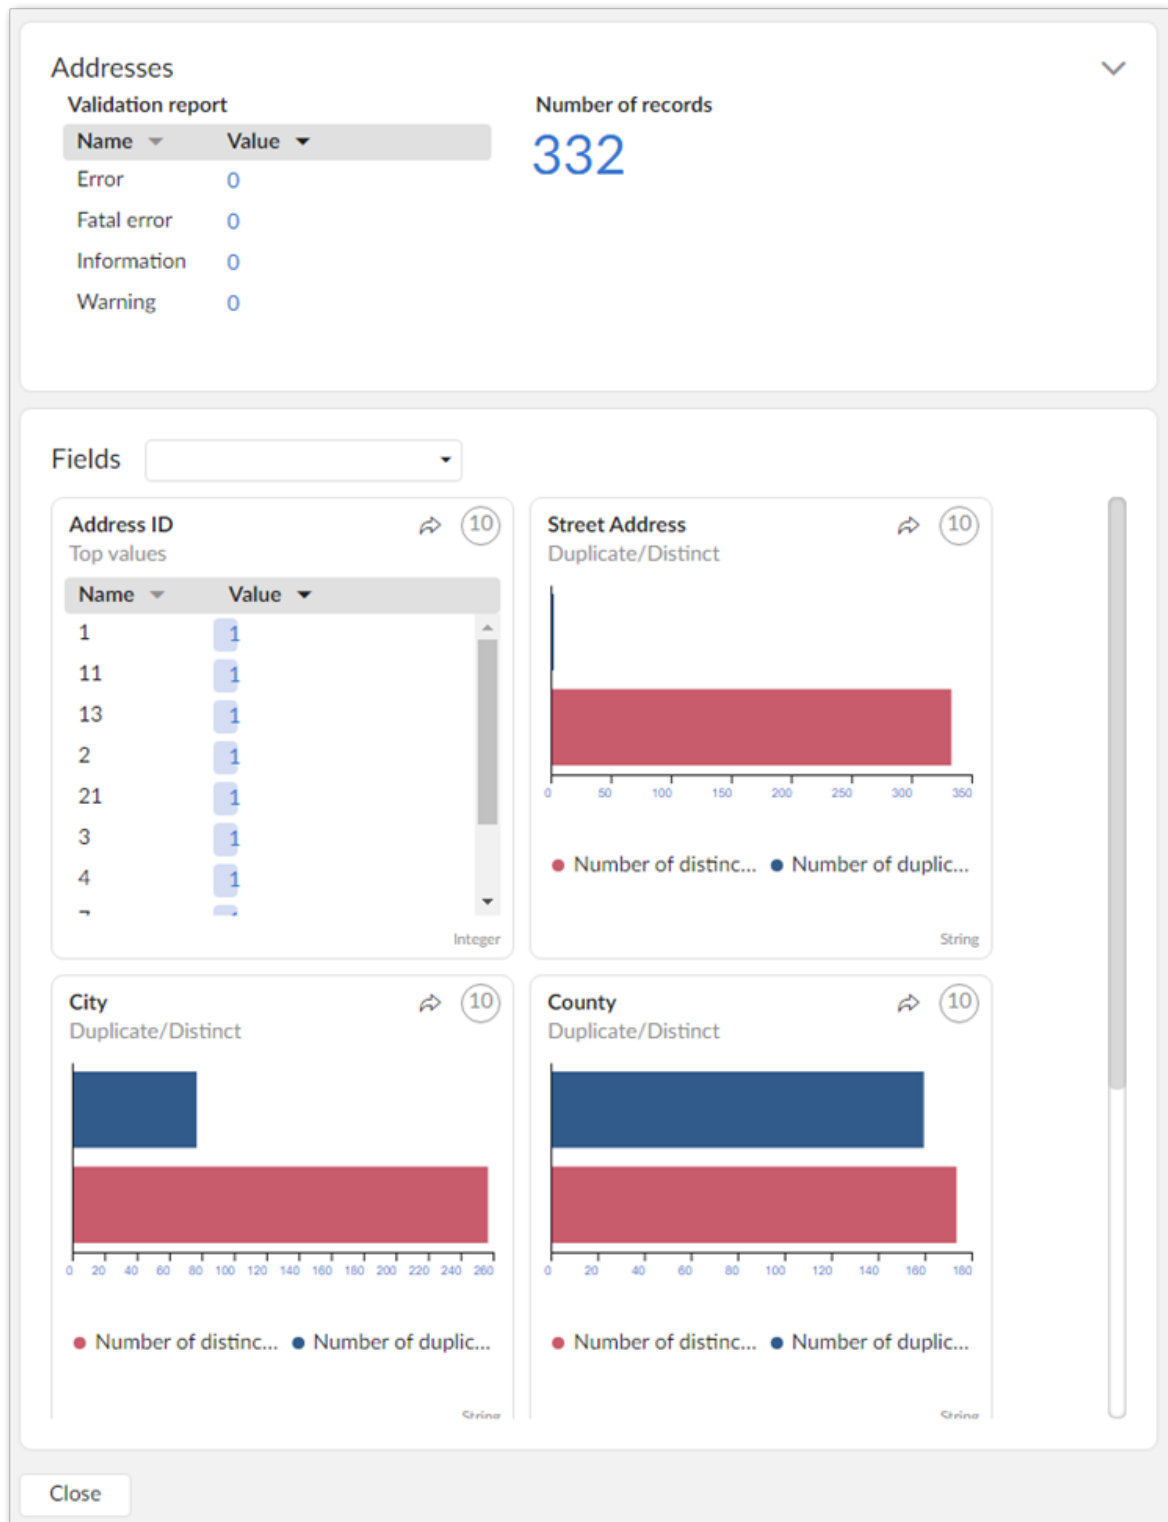 Addresses
Validation report
Number of records
Name Value
332
Error 0
Fatal error 0
Information 0
Warning 0
Fields
Address ID 10
Top values
Name Value
1 1
11 1
13 1
2 1
21 1
3 1
4 1
Integer
Street Address 10
Duplicate/Distinct
0 50 100 150 200 250 300 350
Number of distinc... Number of duplic...
String
City 10
Duplicate/Distinct
0 20 40 60 80 100 120 140 160 180 200 220 240 260
Number of distinc... Number of duplic...
String
County 10
Duplicate/Distinct
0 20 40 60 80 100 120 140 160 180
Number of distinc... Number of duplic...
String
Close